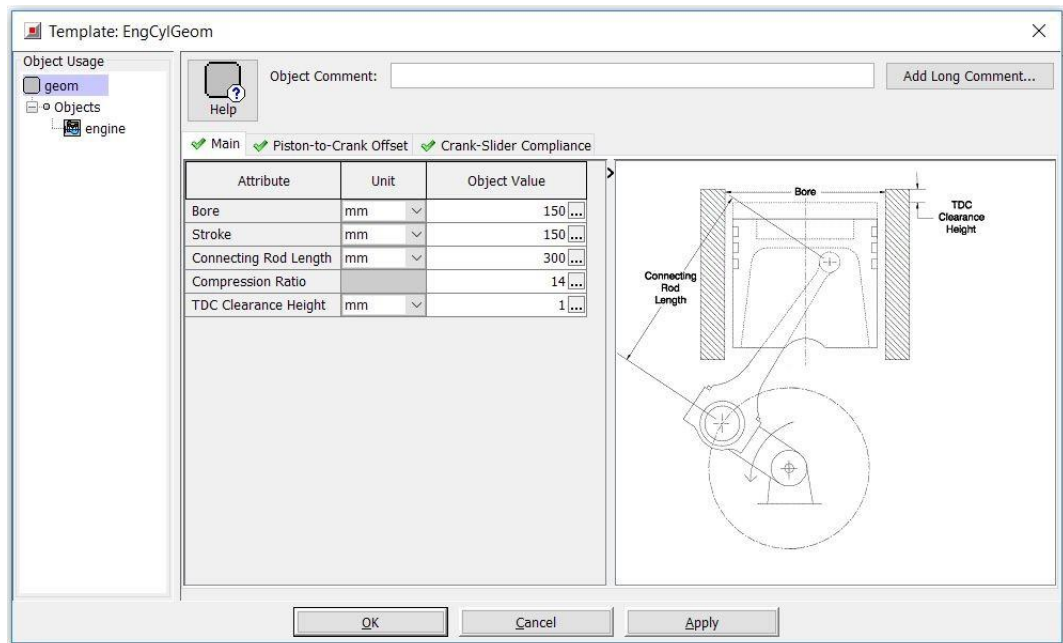 Template: EngCylGeom
Object Usage
geom
Objects
engine
Help
Object Comment:
Add Long Comment...
Main
Piston-to-Crank Offset
Crank-Slider Compliance
Attribute Unit Object Value
Bore mm 150 ...
Stroke mm 150 ...
Connecting Rod Length mm 300 ...
Compression Ratio 14 ...
TDC Clearance Height mm 1 ...
Bore
TDC
Clearance
Height
Connecting
Rod
Length
OK
Cancel
Apply